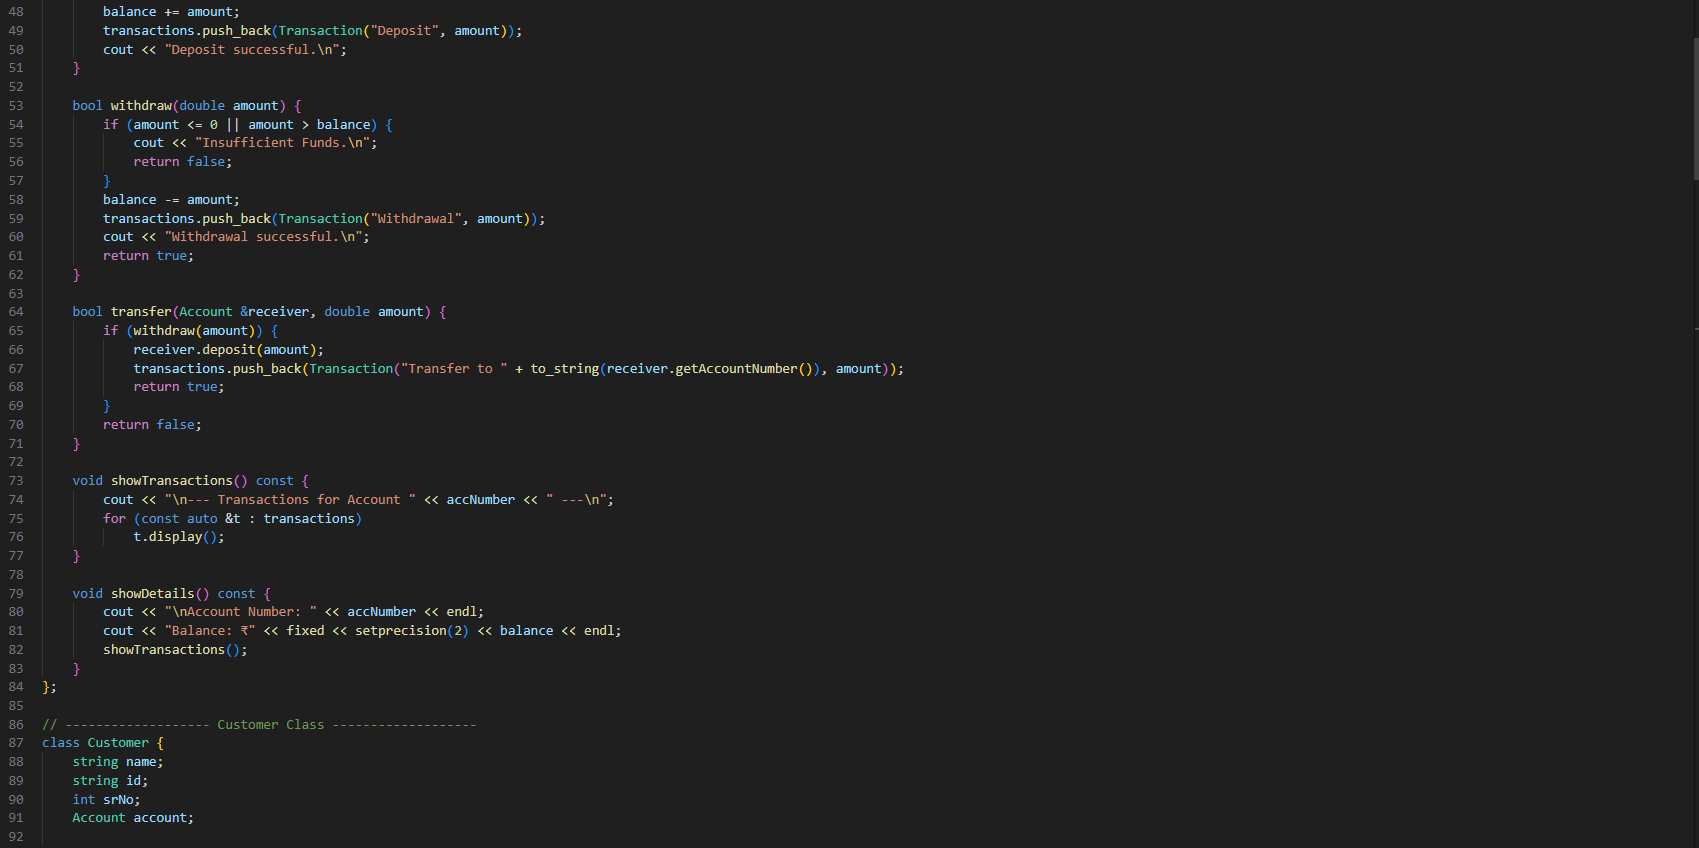 48 balance += amount;
49 transactions.push_back(Transaction("Deposit", amount));
50 cout << "Deposit successful.\n";
51 }
52
53 bool withdraw(double amount) {
54 if (amount <= 0 || amount > balance) {
55 cout << "Insufficient Funds.\n";
56 return false;
57 }
58 balance -= amount;
59 transactions.push_back(Transaction("Withdrawal", amount));
60 cout << "Withdrawal successful.\n";
61 return true;
62 }
63
64 bool transfer(Account &receiver, double amount) {
65 if (withdraw(amount)) {
66 receiver.deposit(amount);
67 transactions.push_back(Transaction("Transfer to " + to_string(receiver.getAccountNumber()), amount));
68 return true;
69 }
70 return false;
71 }
72
73 void showTransactions() const {
74 cout << "\n--- Transactions for Account " << accNumber << " ---\n";
75 for (const auto &t : transactions)
76 t.display();
77 }
78
79 void showDetails() const {
80 cout << "\nAccount Number: " << accNumber << endl;
81 cout << "Balance: ₹" << fixed << setprecision(2) << balance << endl;
82 showTransactions();
83 }
84 };
85
86 // ------------------- Customer Class -------------------
87 class Customer {
88 string name;
89 string id;
90 int srNo;
91 Account account;
92